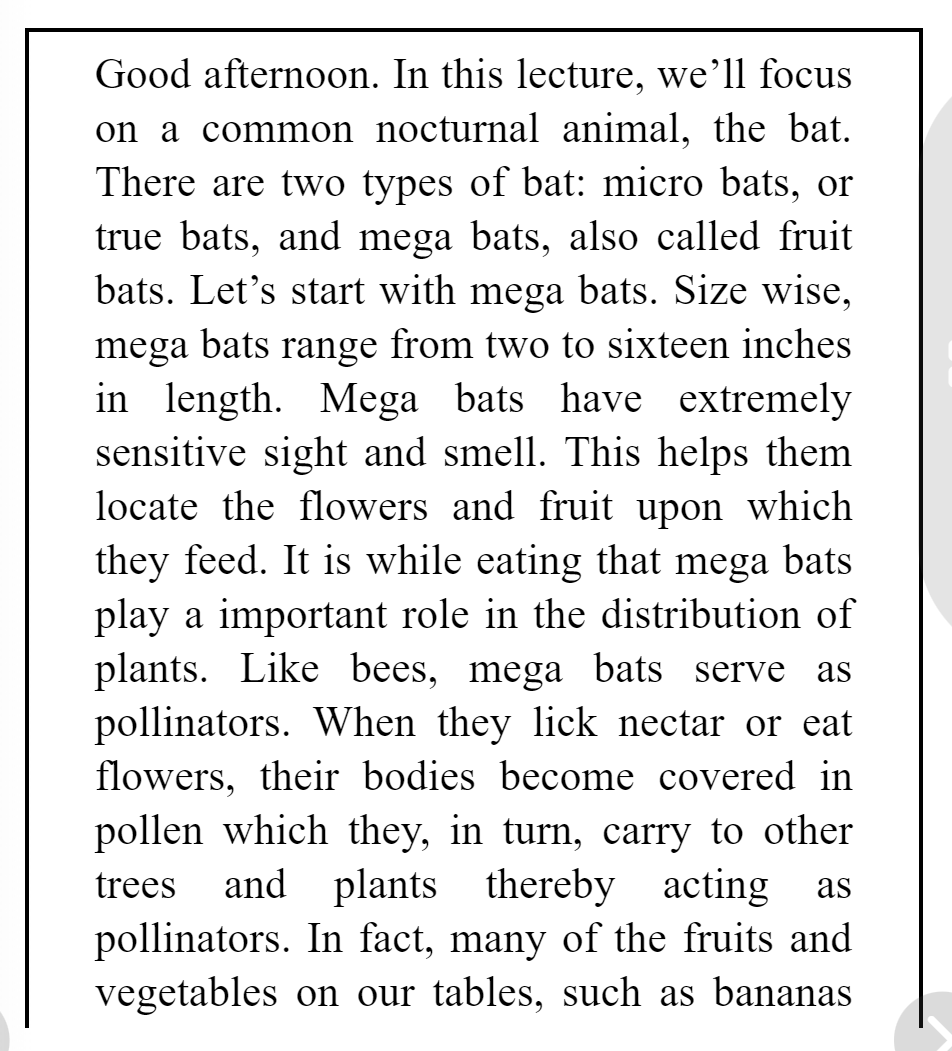 Good afternoon. In this lecture, we’ll focus
on a common nocturnal animal, the bat.
There are two types of bat: micro bats, or
true bats, and mega bats, also called fruit
bats. Let’s start with mega bats. Size wise,
mega bats range from two to sixteen inches
in length. Mega bats have extremely
sensitive sight and smell. This helps them
locate the flowers and fruit upon which
they feed. It is while eating that mega bats
play a important role in the distribution of
plants. Like bees, mega bats serve as
pollinators. When they lick nectar or eat
flowers, their bodies become covered in
pollen which they, in turn, carry to other
trees and plants thereby acting as
pollinators. In fact, many of the fruits and
vegetables on our tables, such as bananas